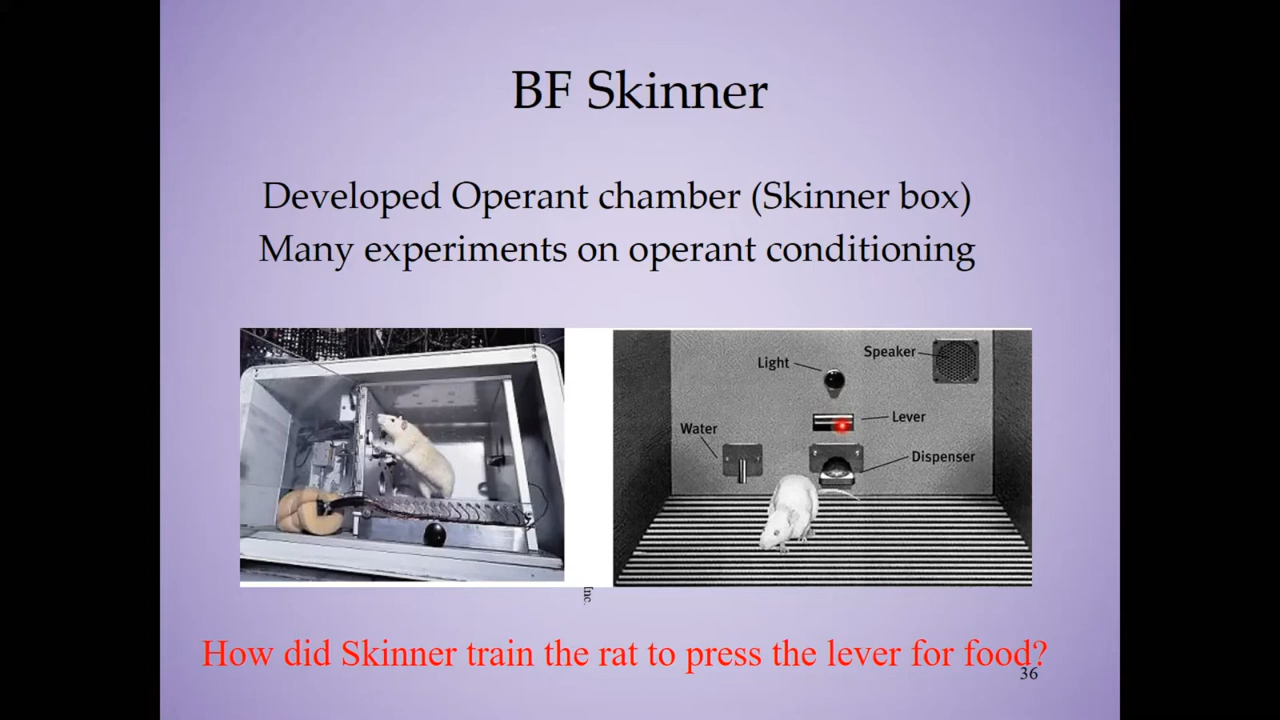 BF Skinner
Developed Operant chamber (Skinner box)
Many experiments on operant conditioning
Light
Speaker
Lever
Water
Dispenser
Inc.
How did Skinner train the rat to press the lever for food?
36